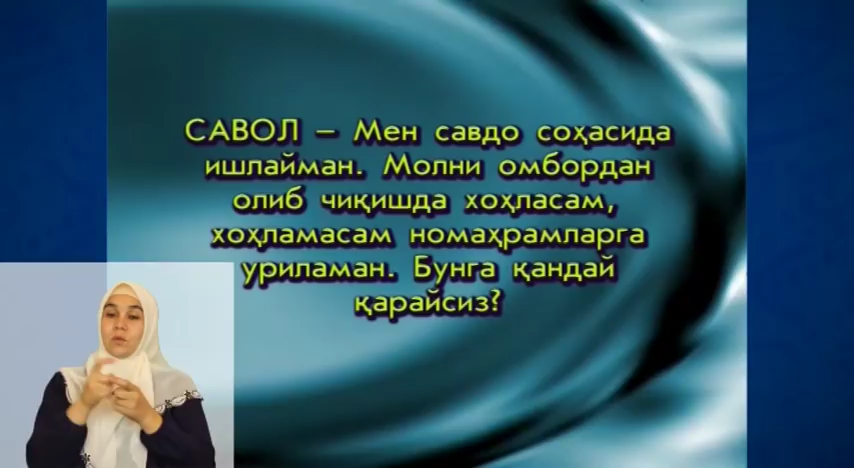 САВОЛ – Мен савдо соҳасида
ишлайман. Молни омбордан
олиб чиқишда хоҳласам,
хоҳламасам номаҳрамларга
уриламан. Бунга қандай
қарайсиз?